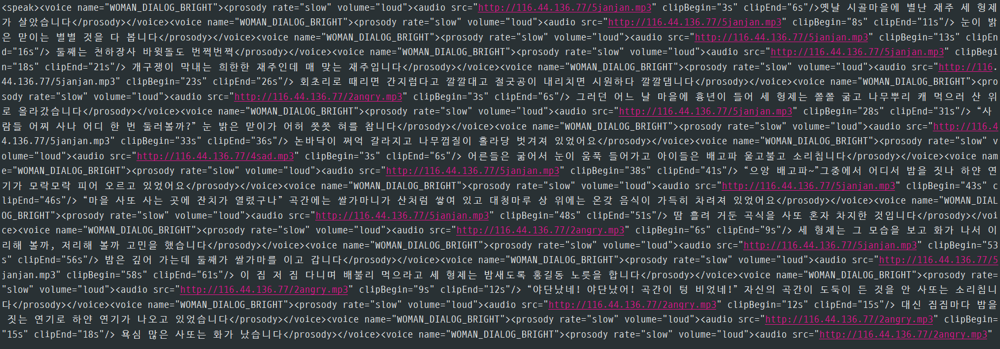 <speak><voice name="WOMAN_DIALOG_BRIGHT"><prosody rate="slow" volume="loud"><audio src="http://116.44.136.77/5janjan.mp3" clipBegin="3s" clipEnd="6s"/>옛날 시골마을에 별난 재주 세 형제
가 살았습니다</prosody></voice><voice name="WOMAN_DIALOG_BRIGHT"><prosody rate="slow" volume="loud"><audio src="http://116.44.136.77/5janjan.mp3" clipBegin="8s" clipEnd="11s"/> 눈이 밝
은 맏이는 별별 것을 다 봅니다</prosody></voice><voice name="WOMAN_DIALOG_BRIGHT"><prosody rate="slow" volume="loud"><audio src="http://116.44.136.77/5janjan.mp3" clipBegin="13s" clipEn
d="16s"/> 둘째는 천하장사 바윗돌도 번쩍번쩍</prosody></voice><voice name="WOMAN_DIALOG_BRIGHT"><prosody rate="slow" volume="loud"><audio src="http://116.44.136.77/5janjan.mp3" clipBegi
n="18s" clipEnd="21s"/> 개구쟁이 막내는 희한한 재주인데 매 맞는 재주입니다</prosody></voice><voice name="WOMAN_DIALOG_BRIGHT"><prosody rate="slow" volume="loud"><audio src="http://116.
44.136.77/5janjan.mp3" clipBegin="23s" clipEnd="26s"/> 회초리로 때리면 간지럽다고 깔깔대고 절굿공이 내리치면 시원하다 깔깔댑니다</prosody></voice><voice name="WOMAN_DIALOG_BRIGHT"><pro
sody rate="slow" volume="loud"><audio src="http://116.44.136.77/2angry.mp3" clipBegin="3s" clipEnd="6s"/> 그러던 어느 날 마을에 흉년이 들어 세 형제는 쫄쫄 굶고 나무뿌리 캐 먹으러 산 위
로 올라갔습니다</prosody></voice><voice name="WOMAN_DIALOG_BRIGHT"><prosody rate="slow" volume="loud"><audio src="http://116.44.136.77/5janjan.mp3" clipBegin="28s" clipEnd="31s"/> “사
람들 어찌 사나 어디 한 번 둘러볼까?” 눈 밝은 맏이가 어허 쯧쯧 혀를 찹니다</prosody></voice><voice name="WOMAN_DIALOG_BRIGHT"><prosody rate="slow" volume="loud"><audio src="http://116.4
4.136.77/5janjan.mp3" clipBegin="33s" clipEnd="36s"/> 논바닥이 쩌억 갈라지고 나무껍질이 홀라당 벗겨져 있었어요</prosody></voice><voice name="WOMAN_DIALOG_BRIGHT"><prosody rate="slow" v
olume="loud"><audio src="http://116.44.136.77/4sad.mp3" clipBegin="3s" clipEnd="6s"/> 어른들은 굶어서 눈이 움푹 들어가고 아이들은 배고파 울고불고 소리칩니다</prosody></voice><voice nam
e="WOMAN_DIALOG_BRIGHT"><prosody rate="slow" volume="loud"><audio src="http://116.44.136.77/5janjan.mp3" clipBegin="38s" clipEnd="41s"/> “으앙 배고파~”그중에서 어디서 밥을 짓나 하얀 연
기가 모락모락 피어 오르고 있었어요</prosody></voice><voice name="WOMAN_DIALOG_BRIGHT"><prosody rate="slow" volume="loud"><audio src="http://116.44.136.77/5janjan.mp3" clipBegin="43s" c
lipEnd="46s"/> “마을 사또 사는 곳에 잔치가 열렸구나” 곡간에는 쌀가마니가 산처럼 쌓여 있고 대청마루 상 위에는 온갖 음식이 가득히 차려져 있었어요</prosody></voice><voice name="WOMAN_DIAL
OG_BRIGHT"><prosody rate="slow" volume="loud"><audio src="http://116.44.136.77/5janjan.mp3" clipBegin="48s" clipEnd="51s"/> 땀 흘려 거둔 곡식을 사또 혼자 차지한 것입니다</prosody></voi
ce><voice name="WOMAN_DIALOG_BRIGHT"><prosody rate="slow" volume="loud"><audio src="http://116.44.136.77/2angry.mp3" clipBegin="6s" clipEnd="9s"/> 세 형제는 그 모습을 보고 화가 나서 이
리해 볼까, 저리해 볼까 고민을 했습니다</prosody></voice><voice name="WOMAN_DIALOG_BRIGHT"><prosody rate="slow" volume="loud"><audio src="http://116.44.136.77/5janjan.mp3" clipBegin="53
s" clipEnd="56s"/> 밤은 깊어 가는데 둘째가 쌀가마를 이고 갑니다</prosody></voice><voice name="WOMAN_DIALOG_BRIGHT"><prosody rate="slow" volume="loud"><audio src="http://116.44.136.77/5
janjan.mp3" clipBegin="58s" clipEnd="61s"/> 이 집 저 집 다니며 배불리 먹으라고 세 형제는 밤새도록 홍길동 노릇을 합니다</prosody></voice><voice name="WOMAN_DIALOG_BRIGHT"><prosody rate=
"slow" volume="loud"><audio src="http://116.44.136.77/2angry.mp3" clipBegin="9s" clipEnd="12s"/> “야단났네! 야단났어! 곡간이 텅 비었네!” 자신의 곡간이 도둑이 든 것을 안 사또는 소리칩니
다</prosody></voice><voice name="WOMAN_DIALOG_BRIGHT"><prosody rate="slow" volume="loud"><audio src="http://116.44.136.77/2angry.mp3" clipBegin="12s" clipEnd="15s"/> 대신 집집마다 밥을
짓는 연기로 하얀 연기가 나오고 있었습니다</prosody></voice><voice name="WOMAN_DIALOG_BRIGHT"><prosody rate="slow" volume="loud"><audio src="http://116.44.136.77/2angry.mp3" clipBegin=
"15s" clipEnd="18s"/> 욕심 많은 사또는 화가 났습니다</prosody></voice><voice name="WOMAN_DIALOG_BRIGHT"><prosody rate="slow" volume="loud"><audio src="http://116.44.136.77/2angry.mp3"